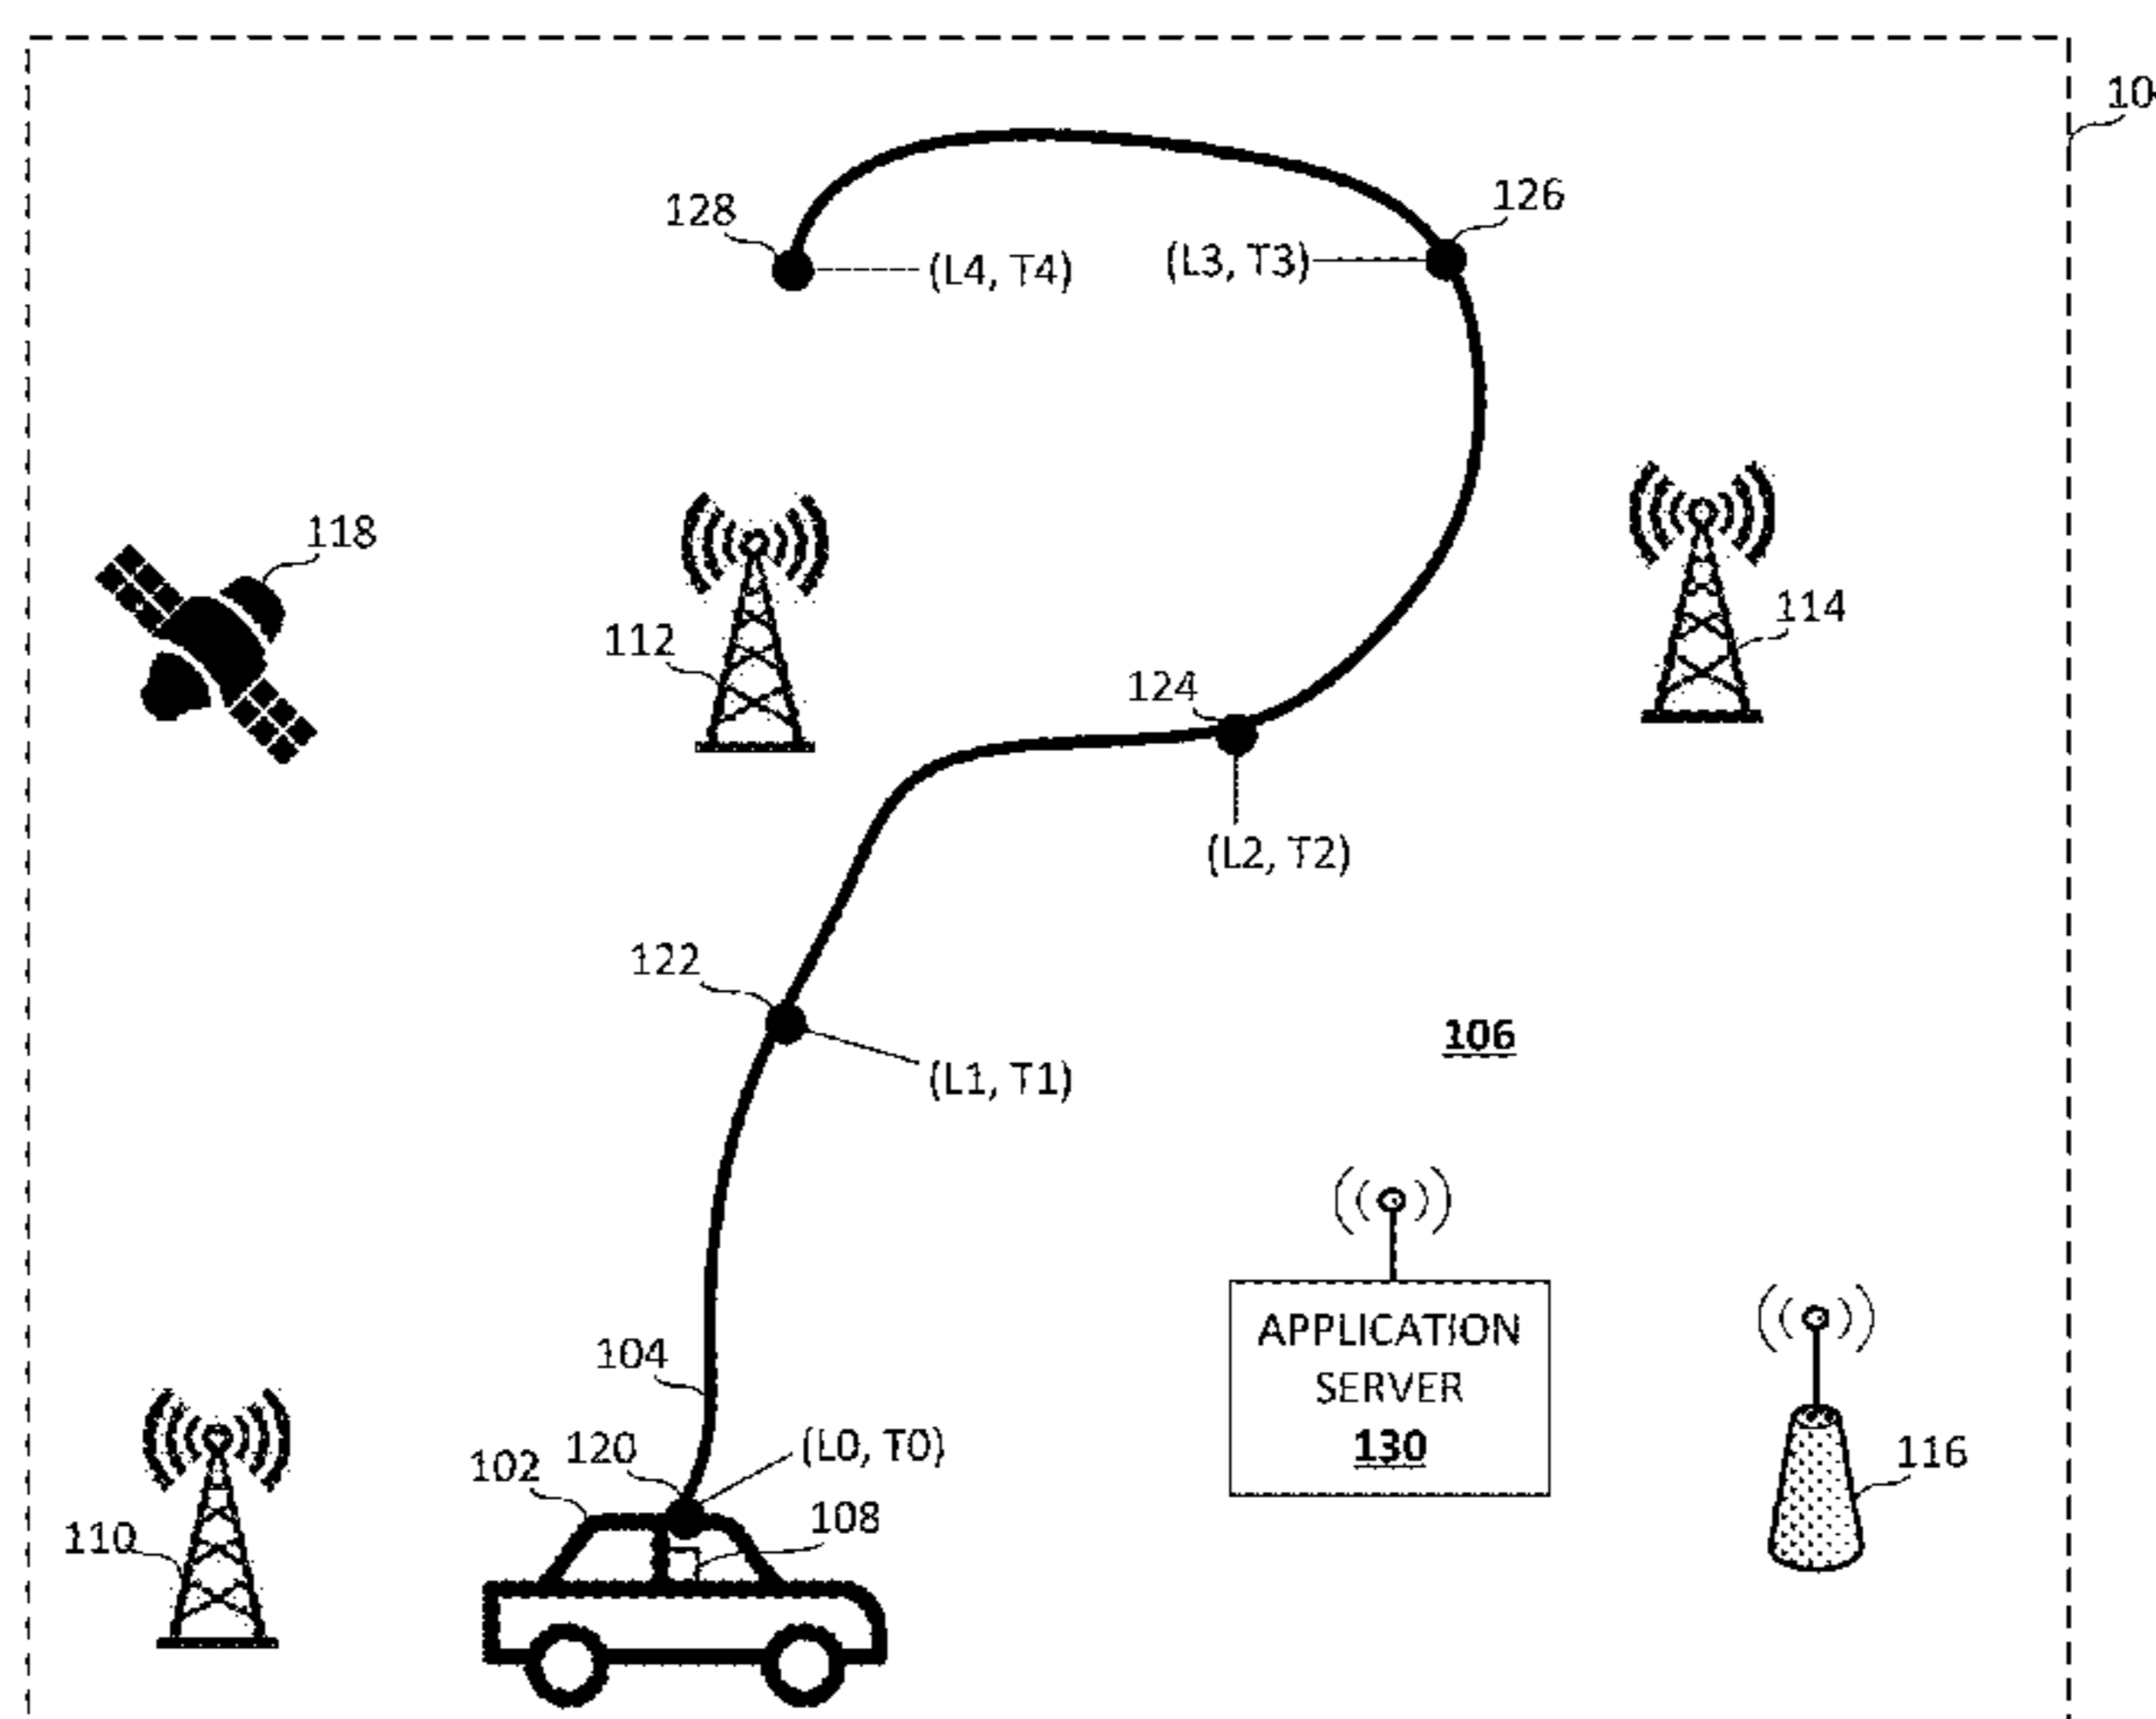 10
128
126
(L4, T4)
(L3, T3)
118
112
114
124
(L2, T2)
122
106
(L1, T1)
104
APPLICATION
SERVER
130
120
(L0, T0)
102
108
110
116